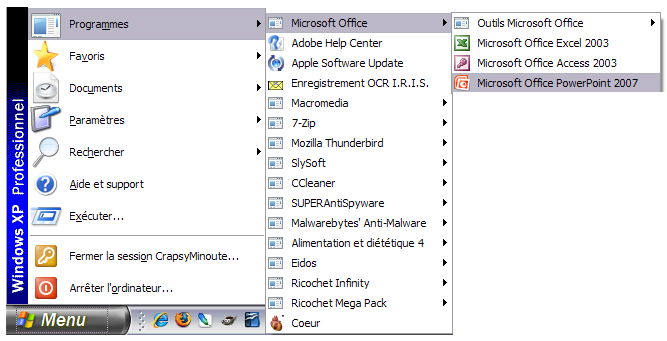 Windows XP Professionnel
Programmes
Favoris
Documents
Paramètres
Rechercher
Aide et support
Exécuter...
Fermer la session CrapsyMinoute...
Arrêter l'ordinateur...
Menu
Microsoft Office
Adobe Help Center
Apple Software Update
Enregistrement OCR I.R.I.S.
Macromedia
7-Zip
Mozilla Thunderbird
SlySoft
CCleaner
SUPERAntiSpyware
Malwarebytes' Anti-Malware
Alimentation et diététique 4
Eidos
Ricochet Infinity
Ricochet Mega Pack
Coeur
Outils Microsoft Office
Microsoft Office Excel 2003
Microsoft Office Access 2003
Microsoft Office PowerPoint 2007